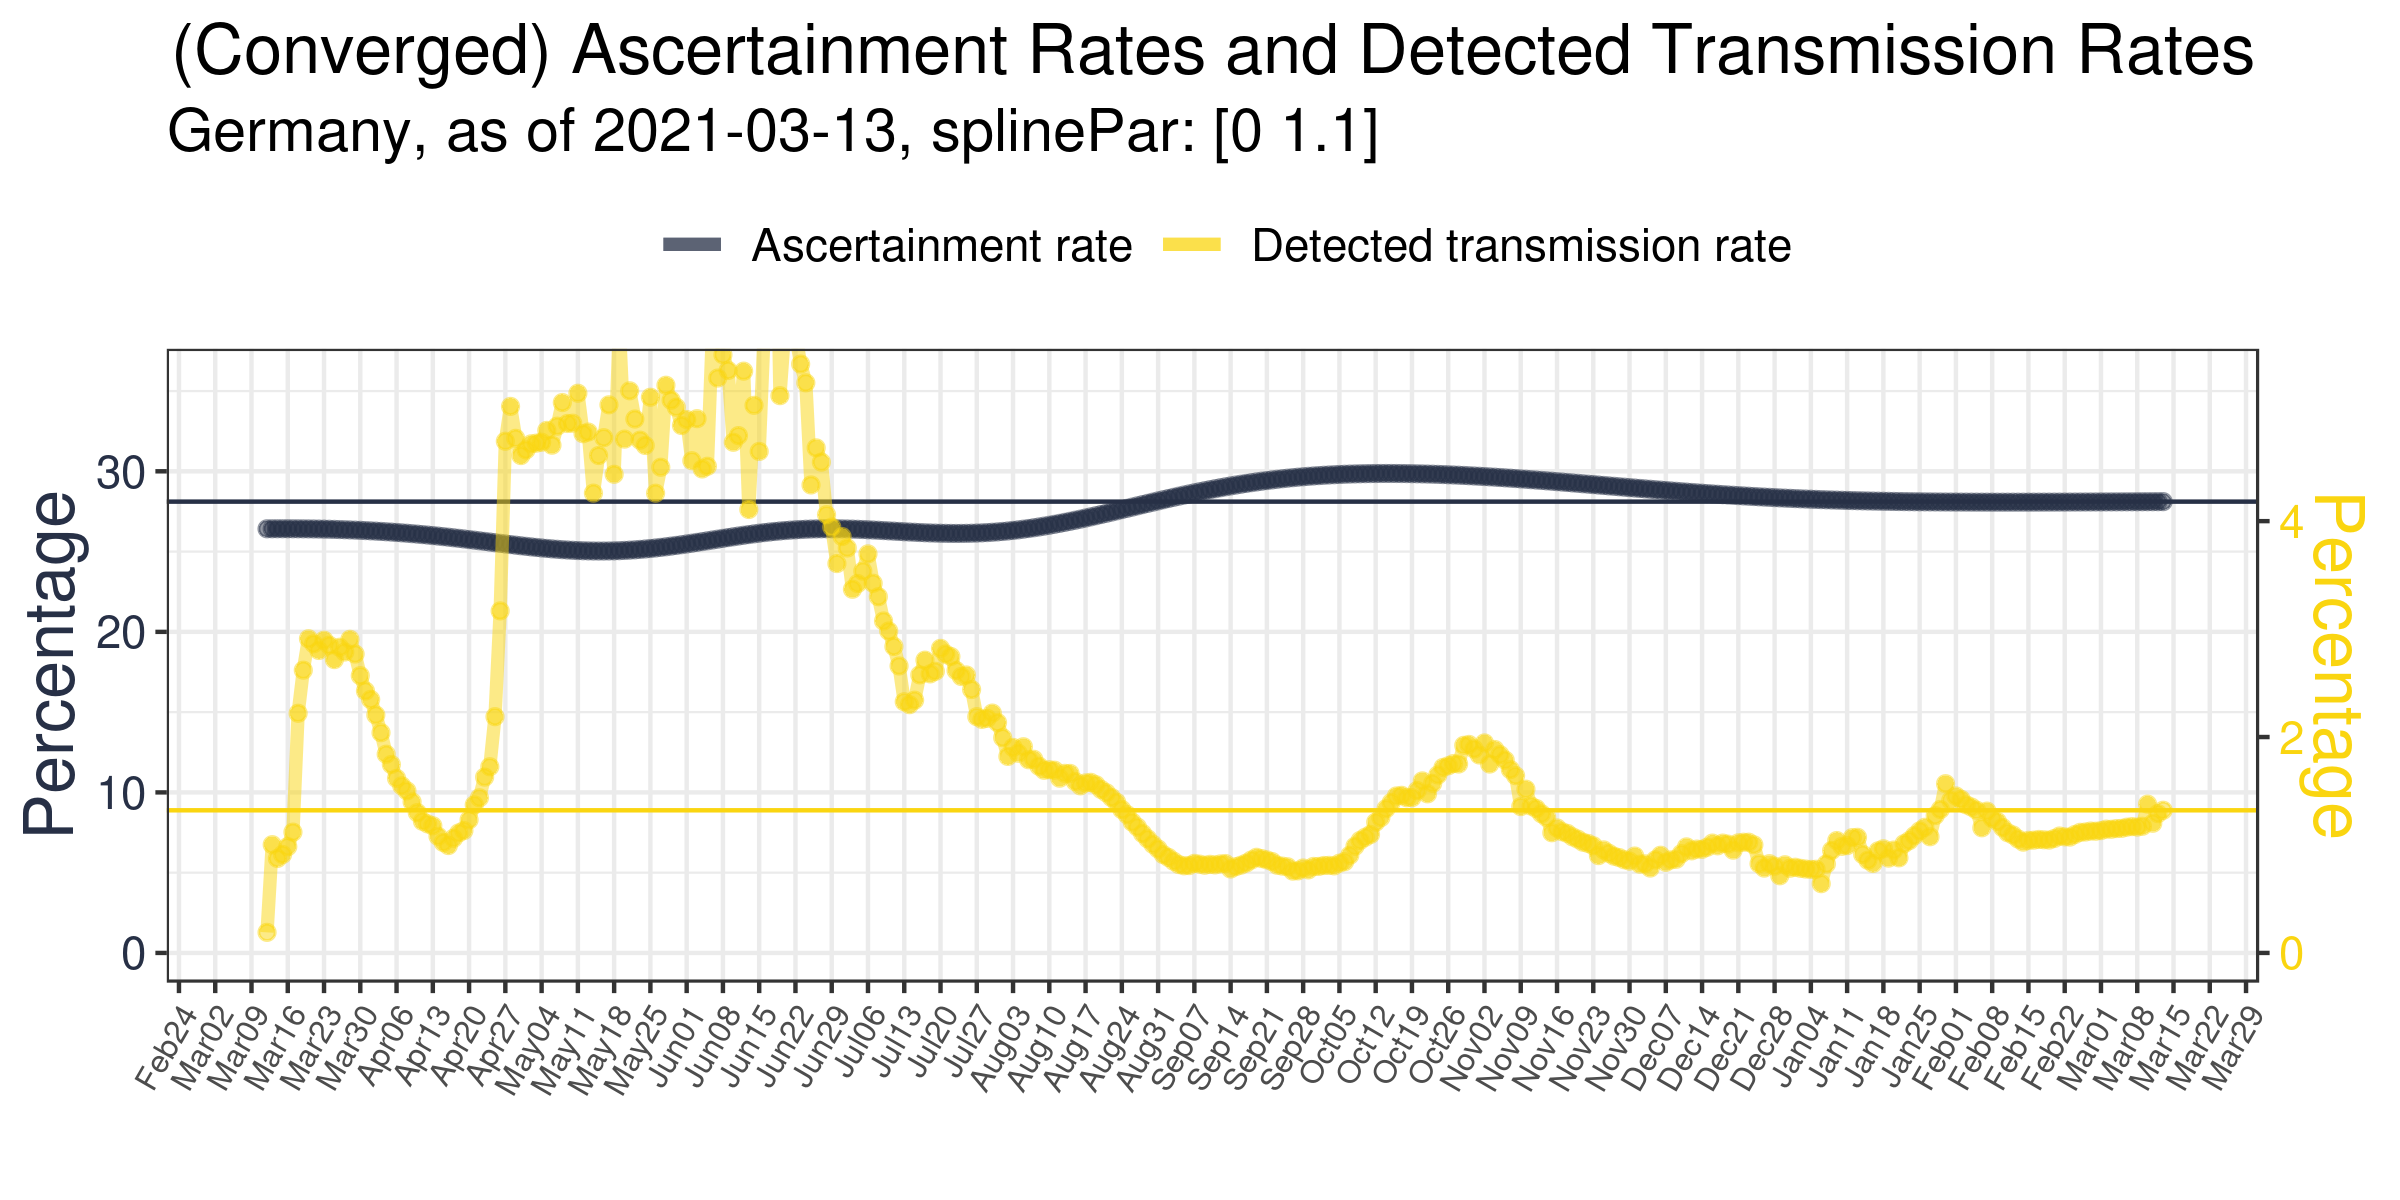 (Converged) Ascertainment Rates and Detected Transmission Rates
Germany, as of 2021-03-13, splinePar: [0 1.1]
Ascertainment rate
Detected transmission rate
Percentage
30
20
10
0
4
2
0
Percentage
Feb24
Mar02
Mar09
Mar16
Mar23
Mar30
Apr06
Apr13
Apr20
Apr27
May04
May11
May18
May25
Jun01
Jun08
Jun15
Jun22
Jun29
Jul06
Jul13
Jul20
Jul27
Aug03
Aug10
Aug17
Aug24
Aug31
Sep07
Sep14
Sep21
Sep28
Oct05
Oct12
Oct19
Oct26
Nov02
Nov09
Nov16
Nov23
Nov30
Dec07
Dec14
Dec21
Dec28
Jan04
Jan11
Jan18
Jan25
Feb01
Feb08
Feb15
Feb22
Mar01
Mar08
Mar15
Mar22
Mar29